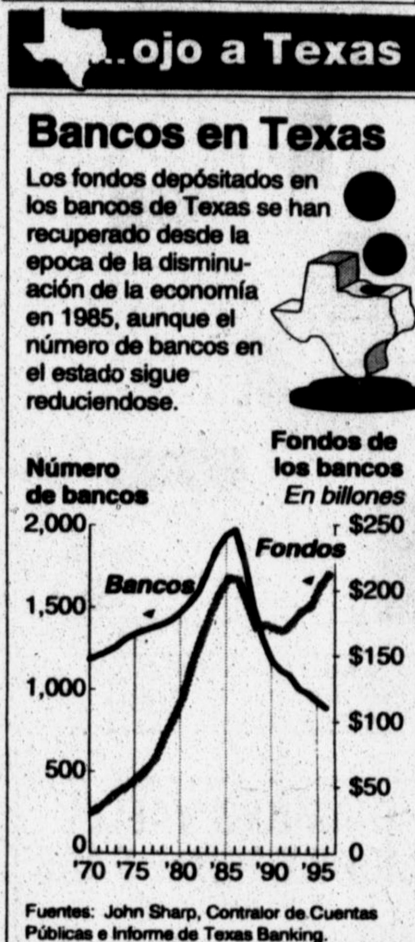 ...ojo a Texas
Bancos en Texas
Los fondos depósitados en
los bancos de Texas se han
recuperado desde la
epoca de la disminu-
ación de la economía
en 1985, aunque el
número de bancos en
el estado sigue
reduciendose.
Número
de bancos
Fondos de
los bancos
En billones
2,000
1,500
1,000
500
0
Bancos
Fondos
$250
$200
$150
$100
$50
0
'70 '75 '80 '85 '90 '95
Fuentes: John Sharp, Contralor de Cuentas
Públicas e Informe de Texas Banking.